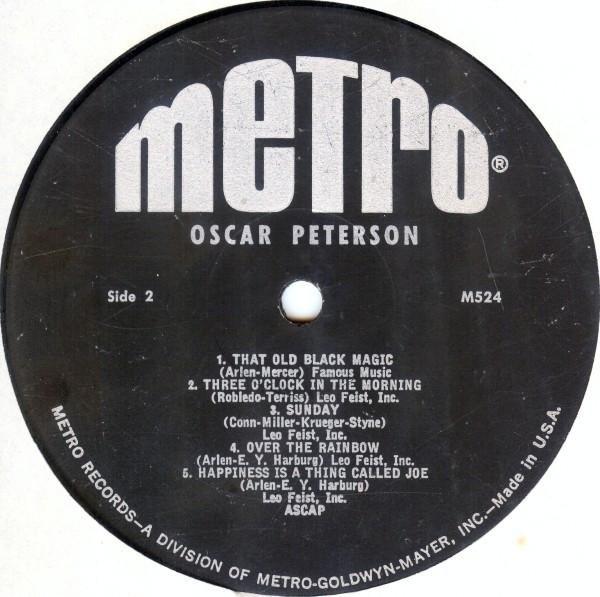 metro®
OSCAR PETERSON
Side 2
M524
1. THAT OLD BLACK MAGIC
(Arlen-Mercer) Famous Music
2. THREE O'CLOCK IN THE MORNING
(Robledo-Terriss) Leo Feist, Inc.
3. SUNDAY
(Conn-Miller-Krueger-Styne)
Leo Feist, Inc.
4. OVER THE RAINBOW
(Arlen-E. Y. Harburg) Leo Feist, Inc.
5. HAPPINESS IS A THING CALLED JOE
(Arlen-E. Y. Harburg)
Leo Feist, Inc.
ASCAP
METRO RECORDS—A DIVISION OF METRO-GOLDWYN-MAYER, INC.—Made in U.S.A.